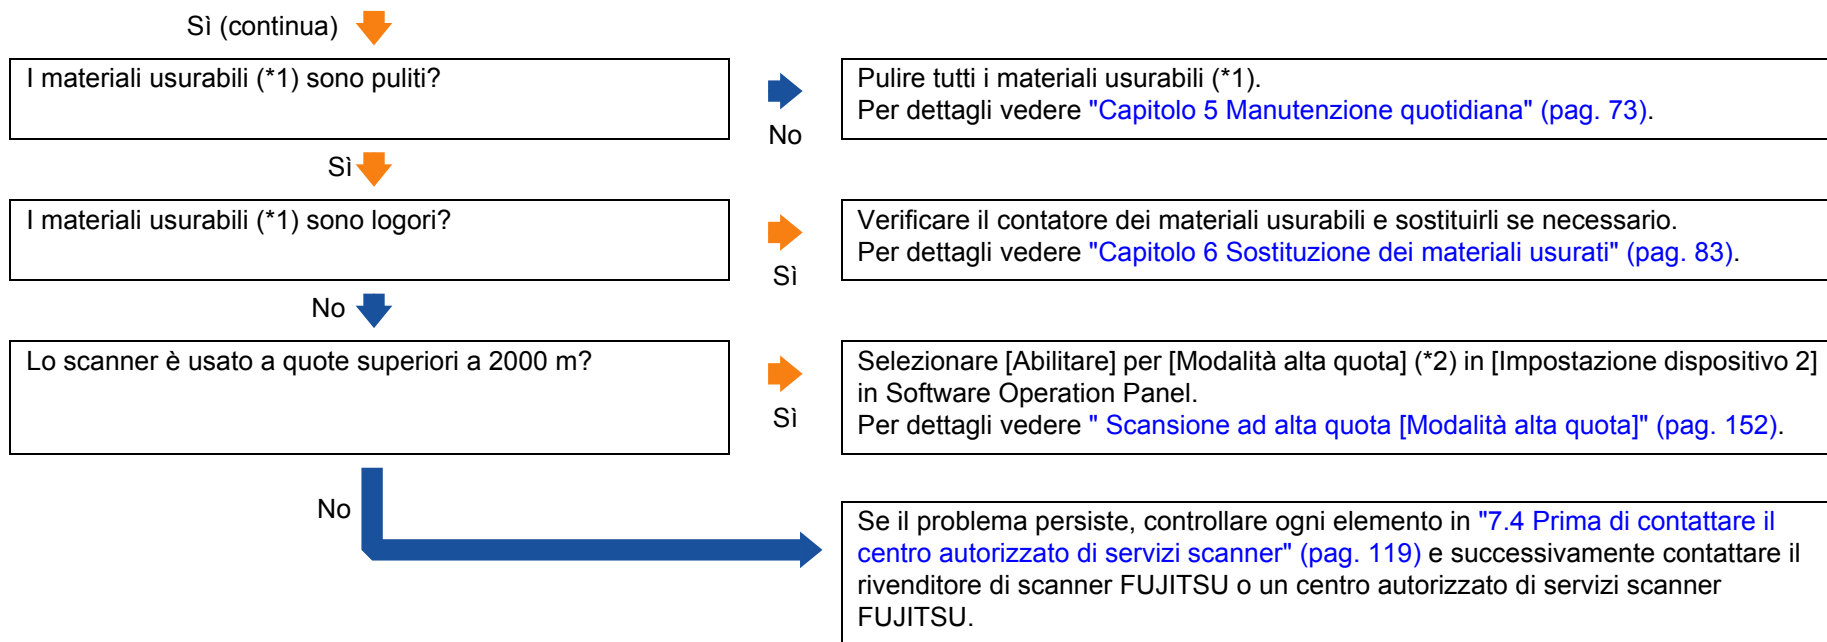 Sì (continua)
I materiali usurabili (*1) sono puliti?
No
Pulire tutti i materiali usurabili (*1).
Per dettagli vedere "Capitolo 5 Manutenzione quotidiana" (pag. 73).
Sì
I materiali usurabili (*1) sono logori?
Sì
Verificare il contatore dei materiali usurabili e sostituirli se necessario.
Per dettagli vedere "Capitolo 6 Sostituzione dei materiali usurati" (pag. 83).
No
Lo scanner è usato a quote superiori a 2000 m?
Sì
Selezionare [Abilitare] per [Modalità alta quota] (*2) in [Impostazione dispositivo 2]
in Software Operation Panel.
Per dettagli vedere " Scansione ad alta quota [Modalità alta quota]" (pag. 152).
No
Se il problema persiste, controllare ogni elemento in "7.4 Prima di contattare il
centro autorizzato di servizi scanner" (pag. 119) e successivamente contattare il
rivenditore di scanner FUJITSU o un centro autorizzato di servizi scanner
FUJITSU.